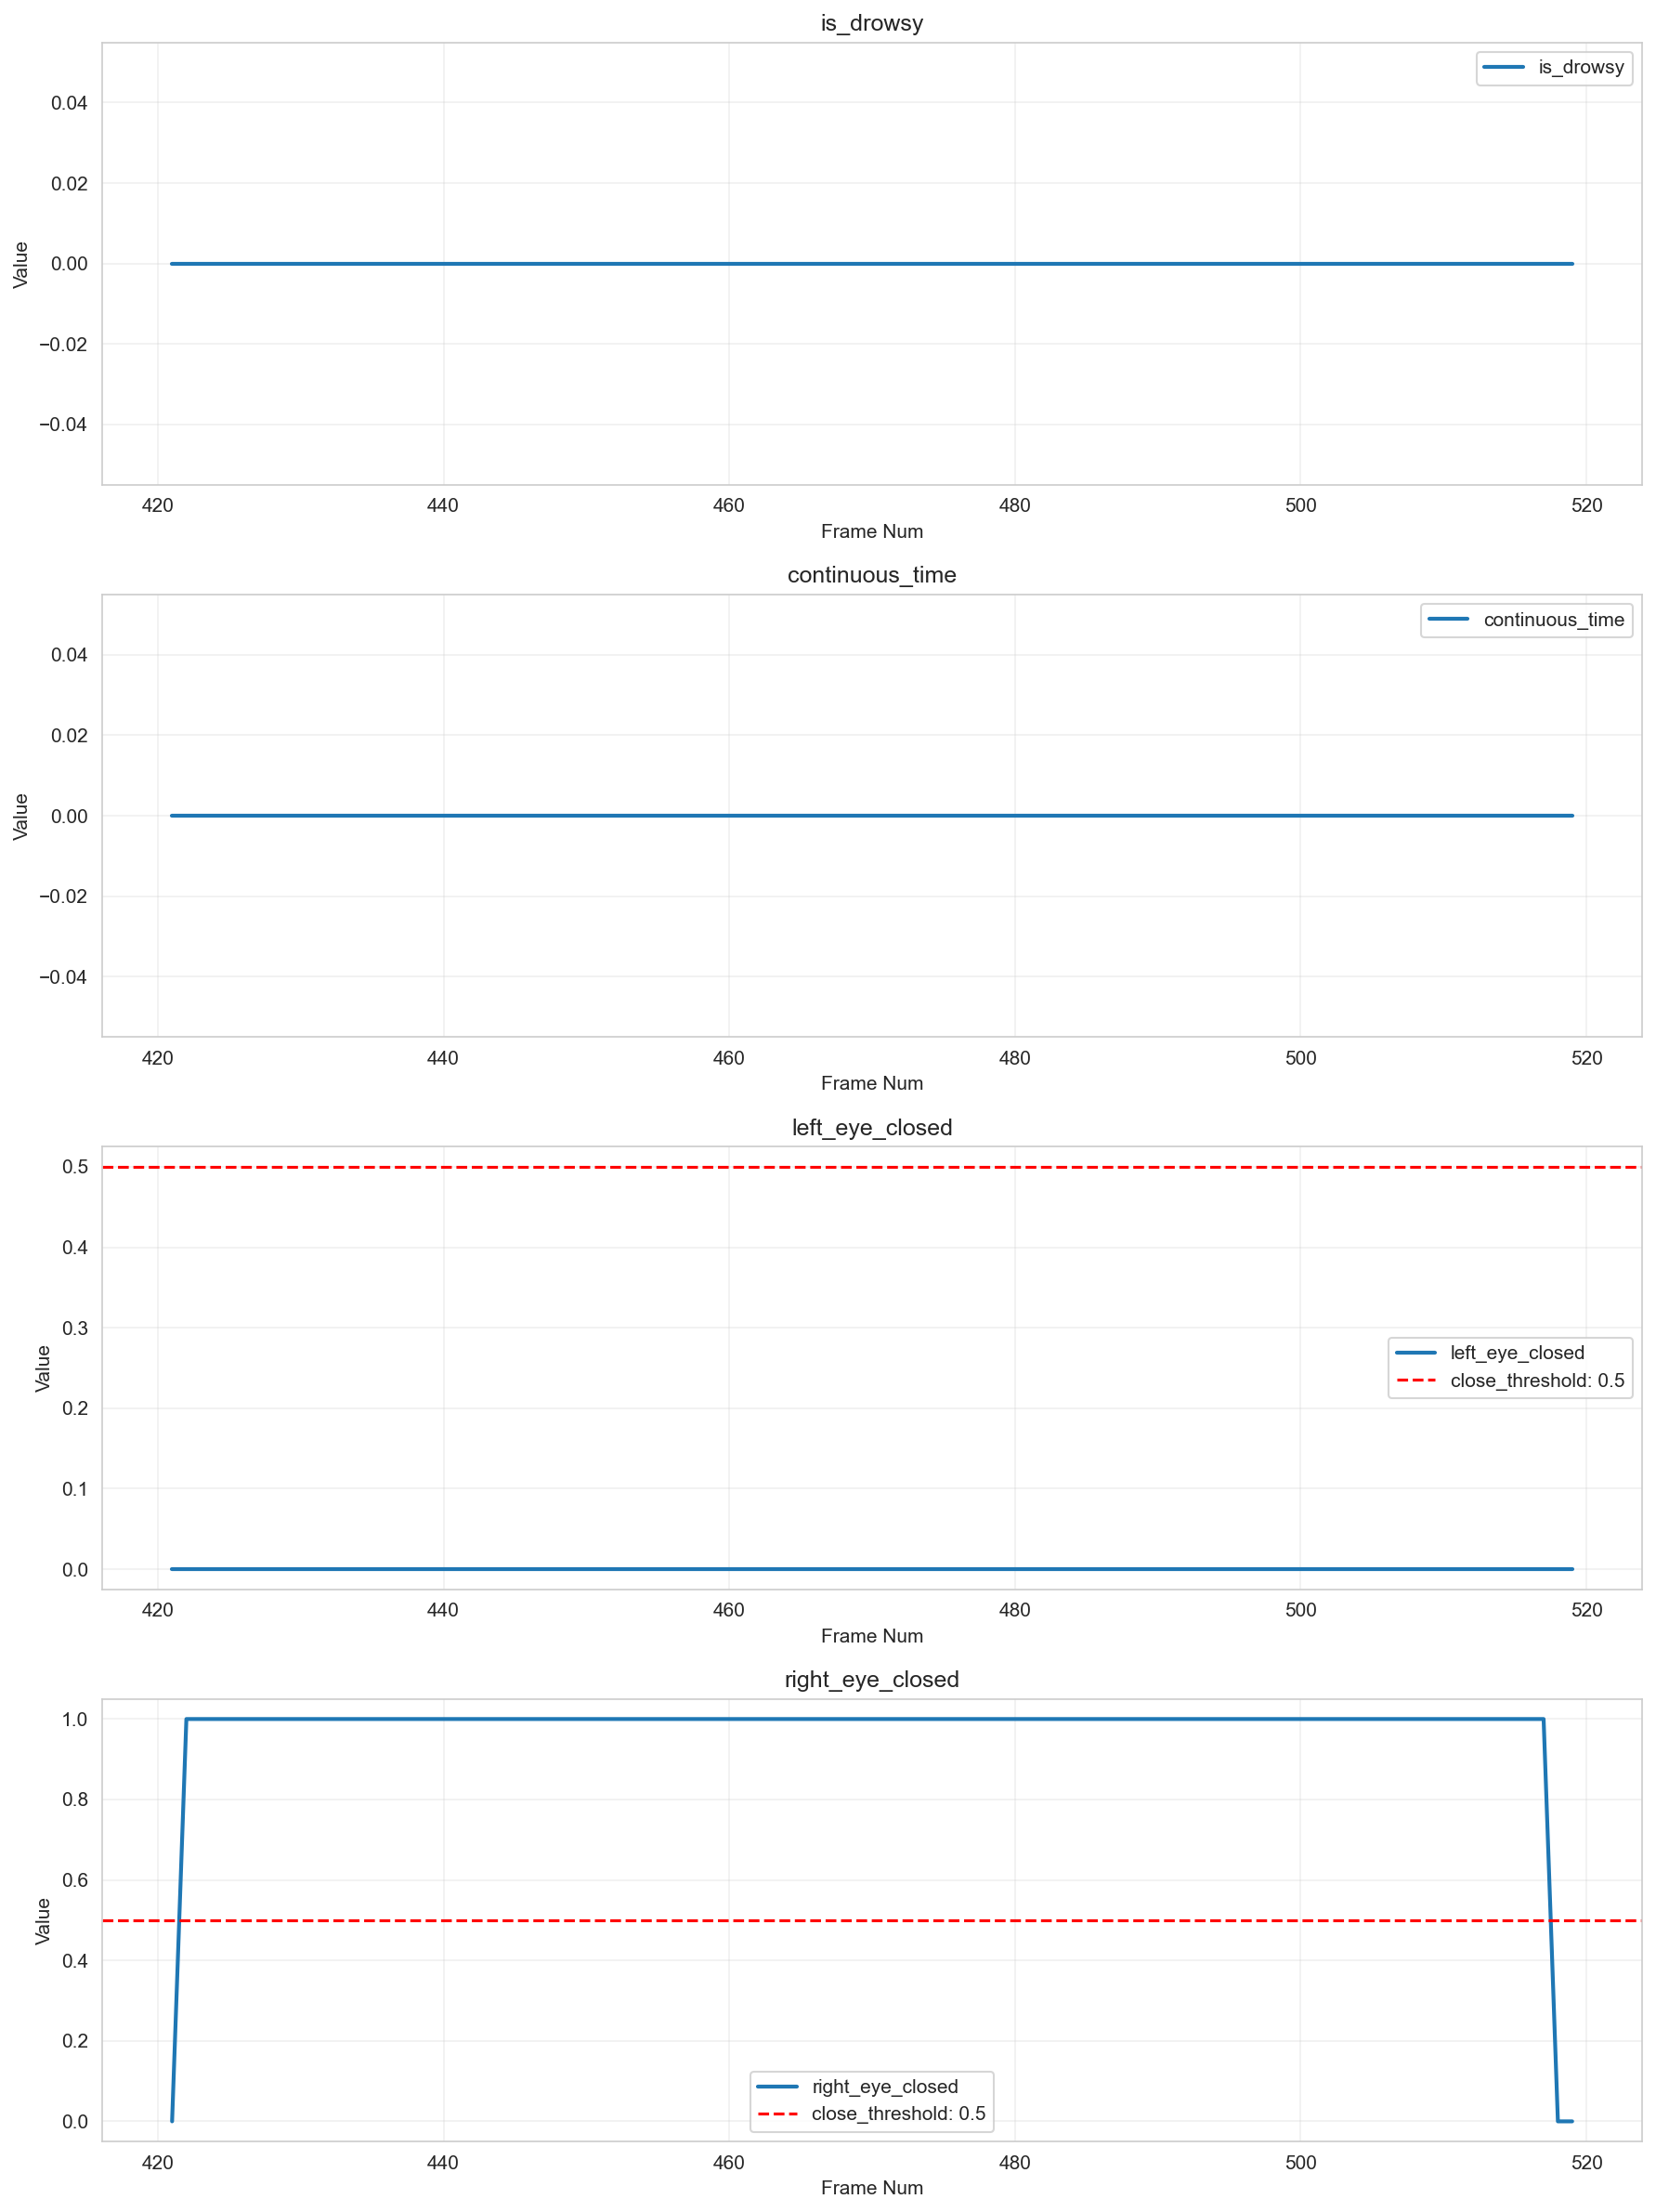 is_drowsy
is_drowsy
0.04
0.02
0.00
−0.02
−0.04
Value
420 440 460 480 500 520
Frame Num
continuous_time
continuous_time
0.04
0.02
0.00
−0.02
−0.04
Value
420 440 460 480 500 520
Frame Num
left_eye_closed
0.5
0.4
0.3
0.2
0.1
0.0
Value
left_eye_closed
close_threshold: 0.5
420 440 460 480 500 520
Frame Num
right_eye_closed
1.0
0.8
0.6
0.4
0.2
0.0
Value
right_eye_closed
close_threshold: 0.5
420 440 460 480 500 520
Frame Num